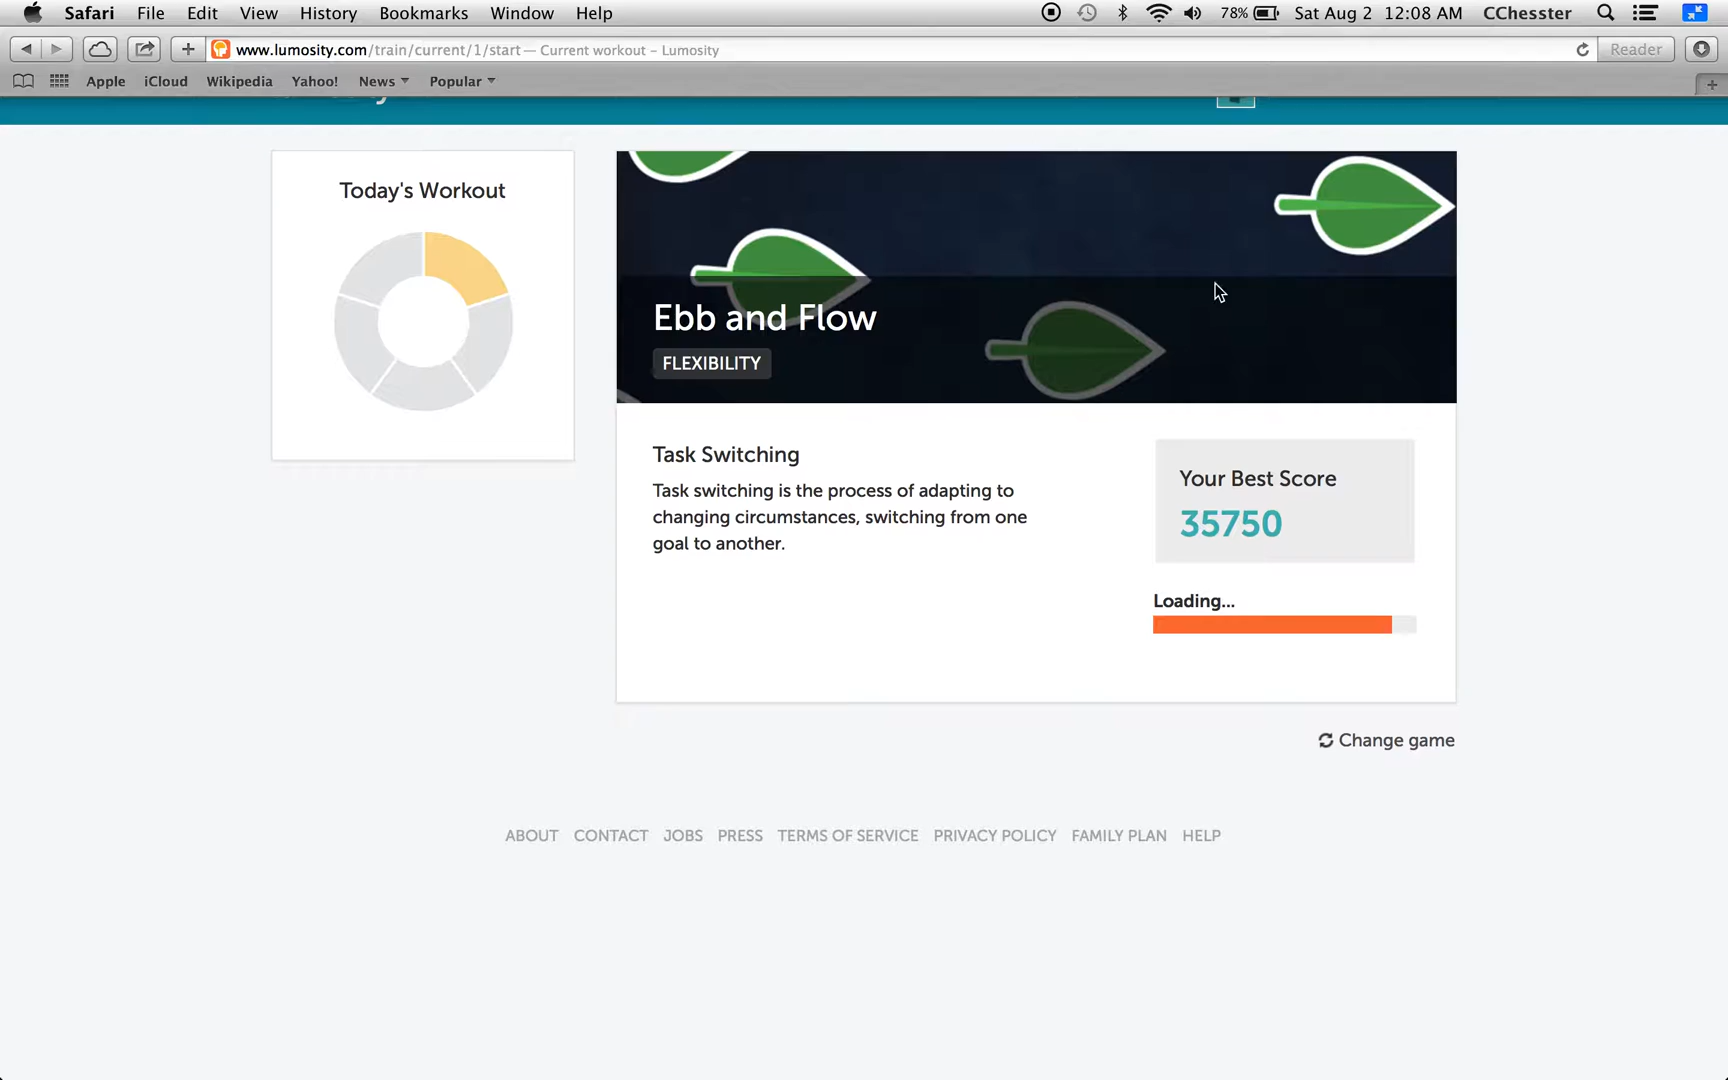 Safari File Edit View History Bookmarks Window Help 78% Sat Aug 2 12:08 AM CChesster
www.lumosity.com/train/current/1/start — Current workout – Lumosity Reader
Apple iCloud Wikipedia Yahoo! News Popular
Today's Workout
Ebb and Flow
FLEXIBILITY
Task Switching
Task switching is the process of adapting to
changing circumstances, switching from one
goal to another.
Your Best Score
35750
Loading...
Change game
ABOUT CONTACT JOBS PRESS TERMS OF SERVICE PRIVACY POLICY FAMILY PLAN HELP